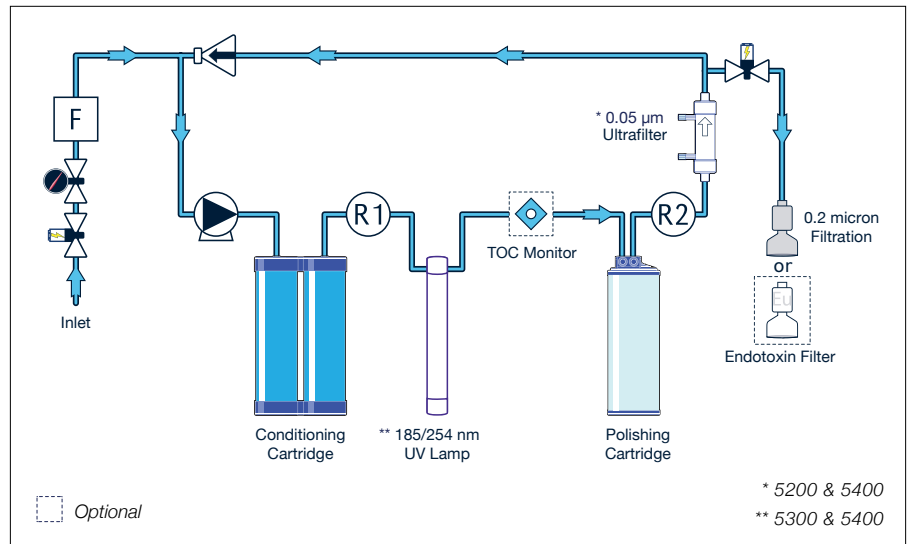 F
Inlet
R1
TOC Monitor
R2
* 0.05 µm
Ultrafilter
0.2 micron
Filtration
or
Eu
Endotoxin Filter
Conditioning
Cartridge
** 185/254 nm
UV Lamp
Polishing
Cartridge
Optional
* 5200 & 5400
** 5300 & 5400